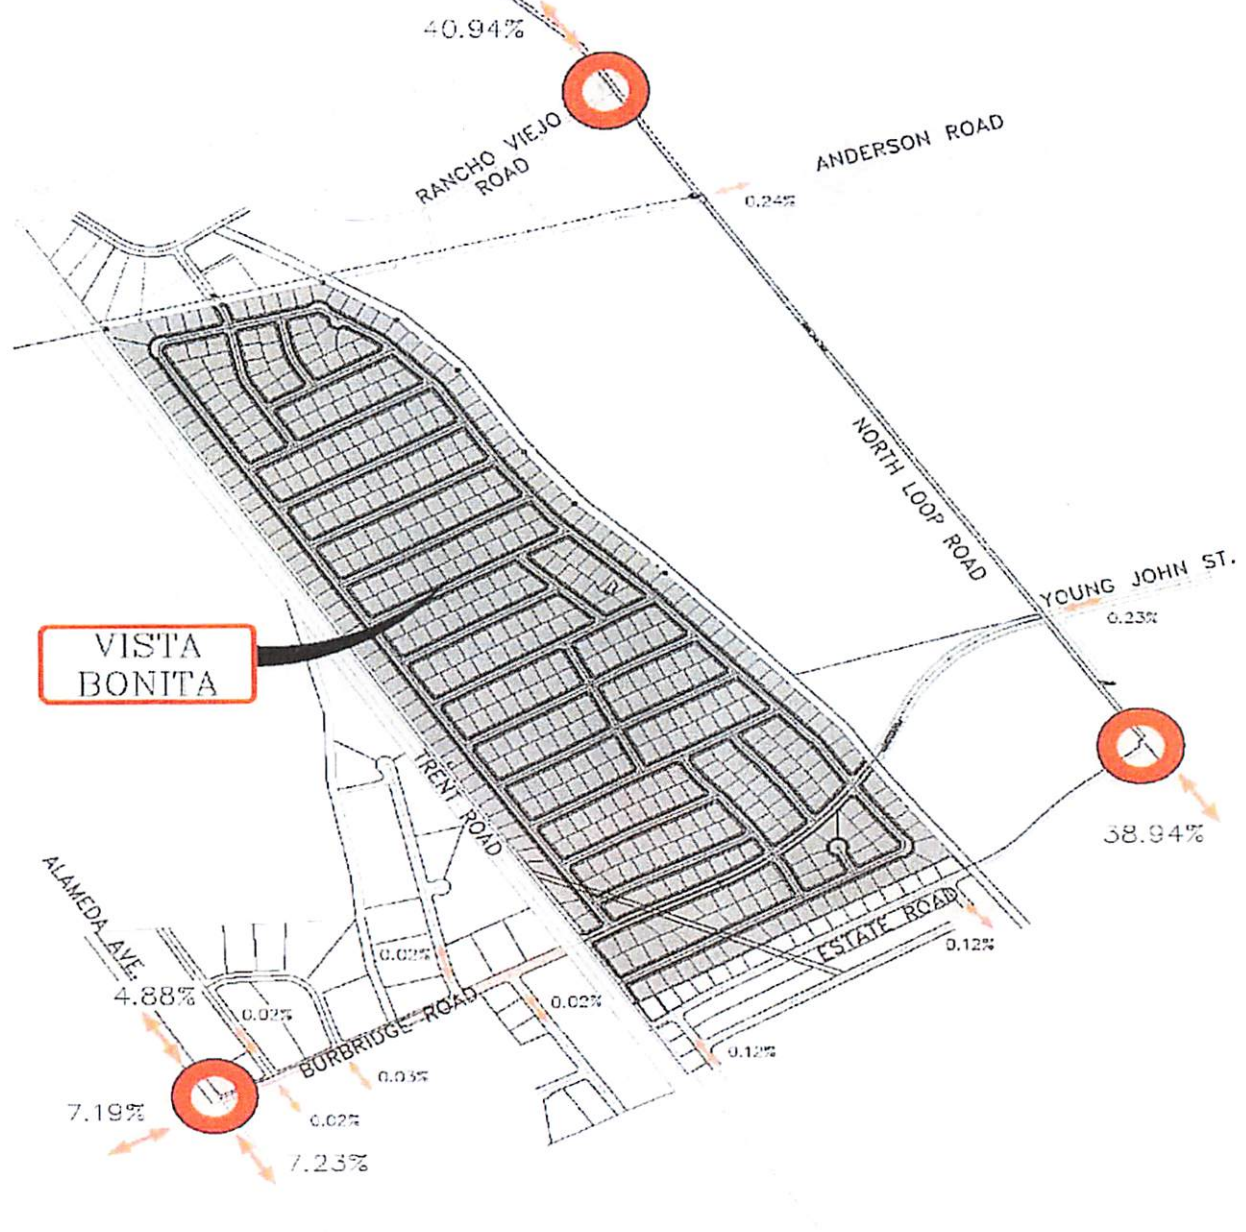 40.94%
RANCHO VIEJO
ROAD
ANDERSON ROAD
0.24%
NORTH LOOP ROAD
YOUNG JOHN ST.
0.23%
VISTA
BONITA
TRENT ROAD
38.94%
ALAMEDA AVE.
4.88%
0.02%
0.02%
BURBRIDGE ROAD
0.02%
ESTATE ROAD
0.12%
0.12%
0.03%
7.19%
0.02%
7.23%